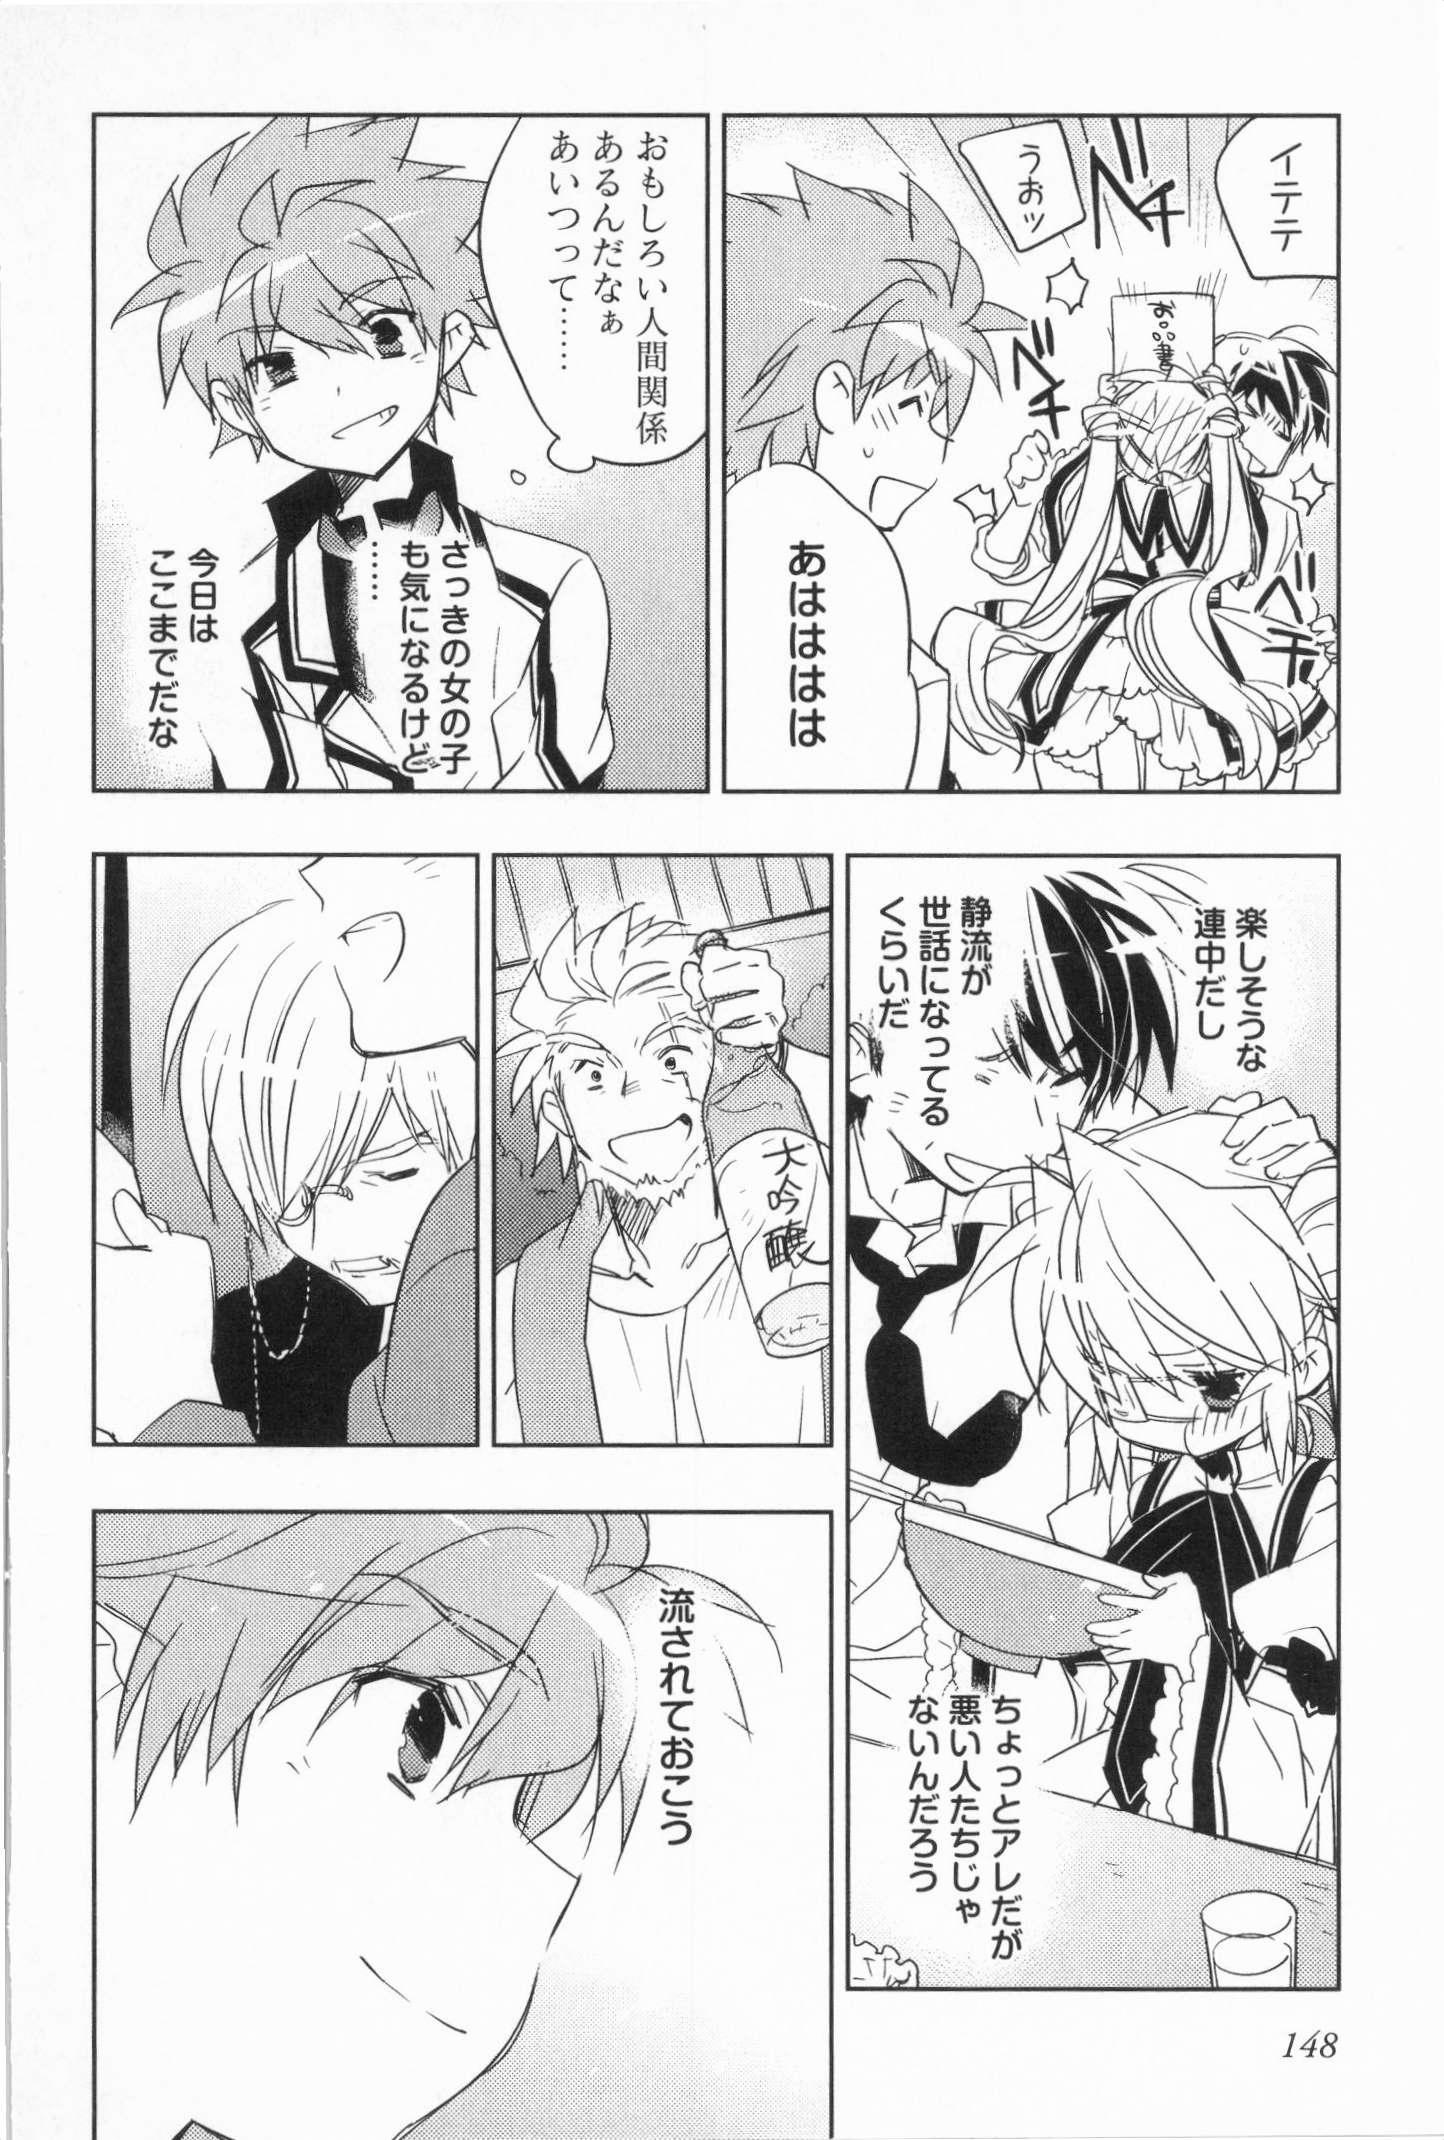 イテテ
ベチ
うおッ
ベチ
ベチ
あはははは
おもしろい人間関係
あるんだなぁ
あいつって……
さっきの女の子
も気になるけど
……
今日は
ここまでだな
楽しそうな
連中だし
静流が
世話になってる
くらいだ
ちょっとアレだが
悪い人たちじゃ
ないんだろう
大吟醸
流されておこう
148